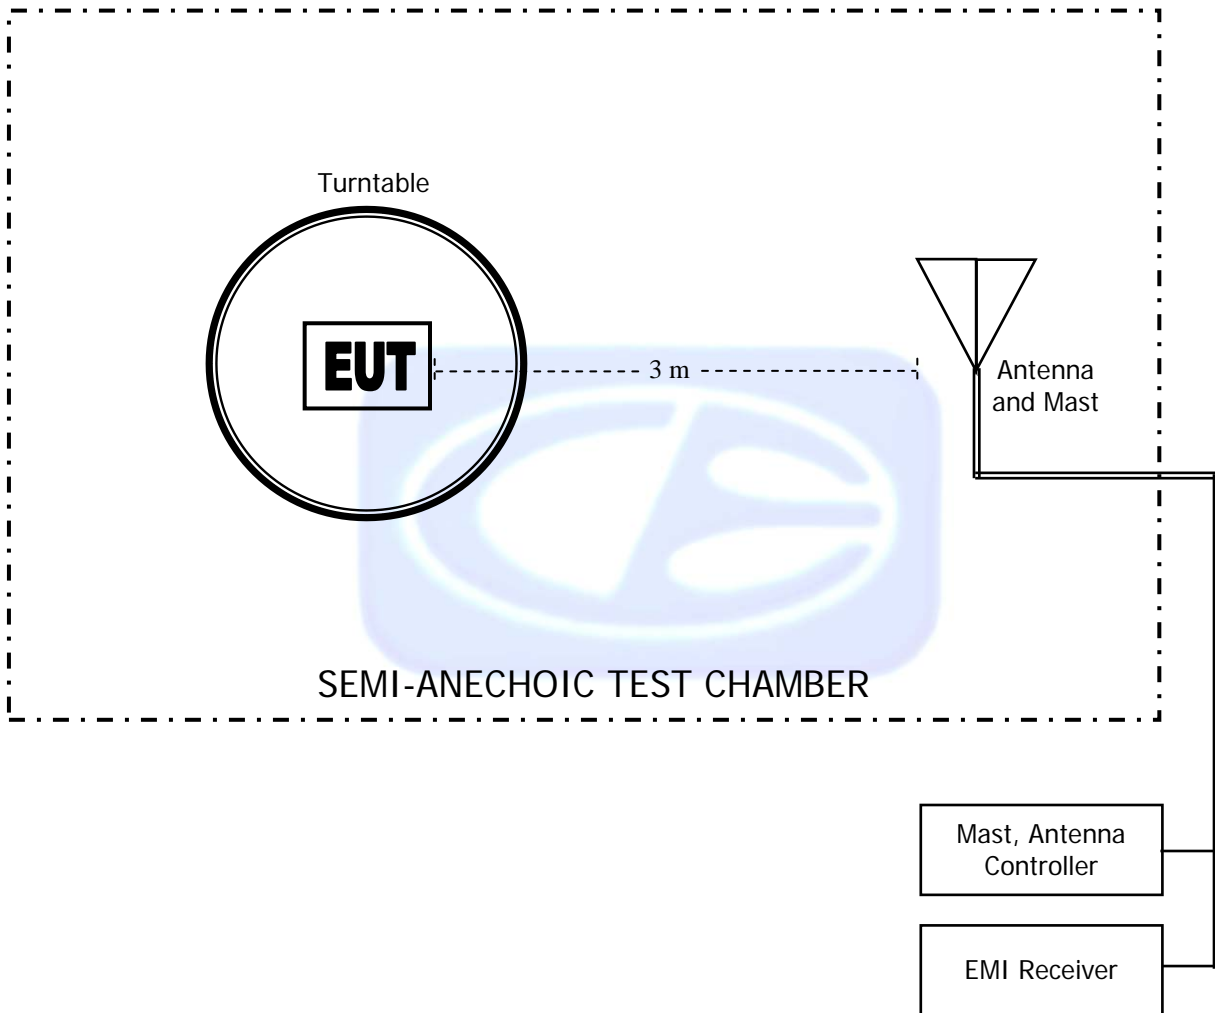 Turntable
EUT
3 m
Antenna
and Mast
SEMI-ANECHOIC TEST CHAMBER
Mast, Antenna
Controller
EMI Receiver